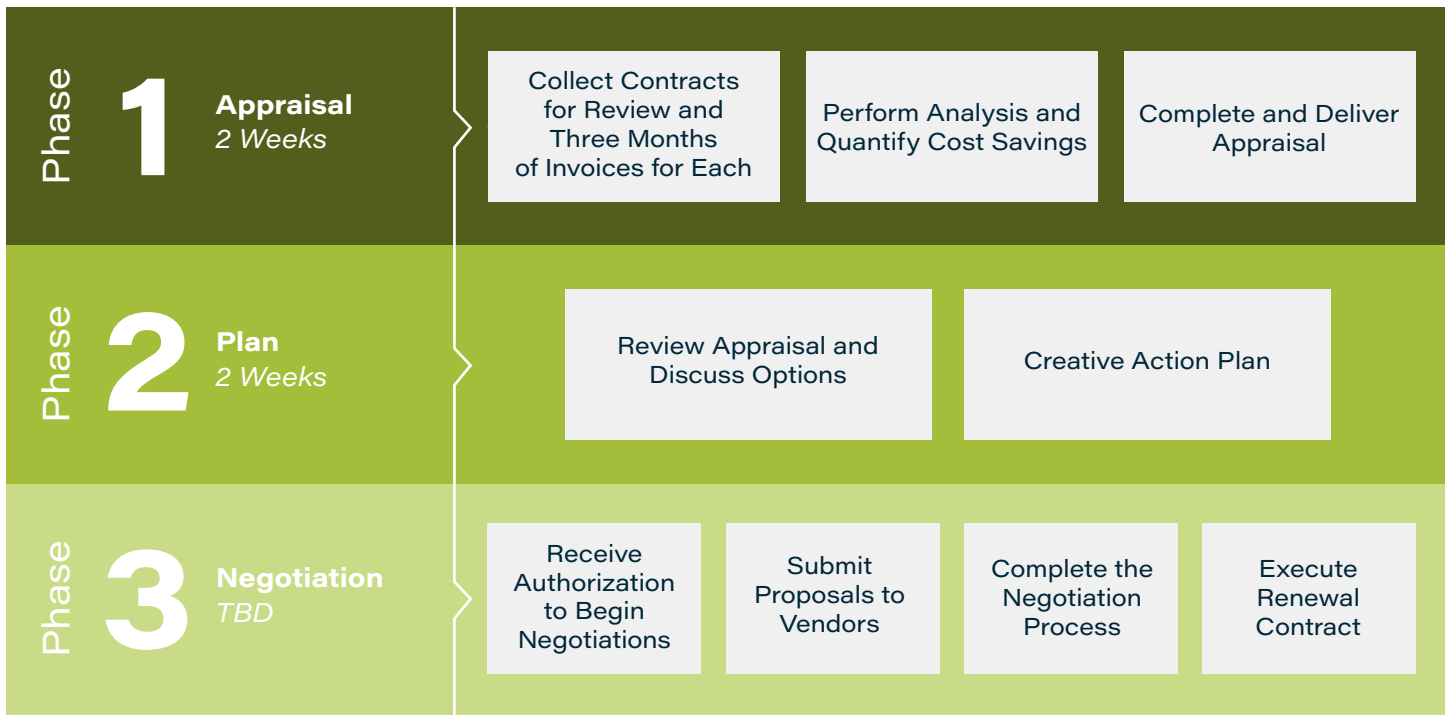 Phase
1
Appraisal
2 Weeks
Collect Contracts
for Review and
Three Months
of Invoices for Each
Perform Analysis and
Quantify Cost Savings
Complete and Deliver
Appraisal
Phase
2
Plan
2 Weeks
Review Appraisal and
Discuss Options
Creative Action Plan
Phase
3
Negotiation
TBD
Receive
Authorization
to Begin
Negotiations
Submit
Proposals to
Vendors
Complete the
Negotiation
Process
Execute
Renewal
Contract